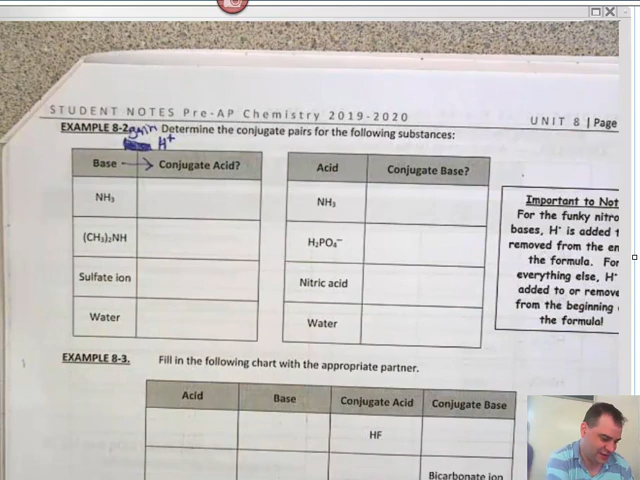 STUDENT NOTES Pre-AP Chemistry 2019-2020
UNIT 8 | Page
EXAMPLE 8-2 Determine the conjugate pairs for the following substances:
gain H⁺
Base → Conjugate Acid?
NH₃
(CH₃)₂NH
Sulfate ion
Water
Acid Conjugate Base?
NH₃
H₂PO₄⁻
Nitric acid
Water
Important to Not
For the funky nitro
bases, H⁺ is added t
removed from the en
the formula. For
everything else, H⁺
added to or remove
from the beginning
the formula!
EXAMPLE 8-3. Fill in the following chart with the appropriate partner.
Acid Base Conjugate Acid Conjugate Base
HF
Bicarbonate ion